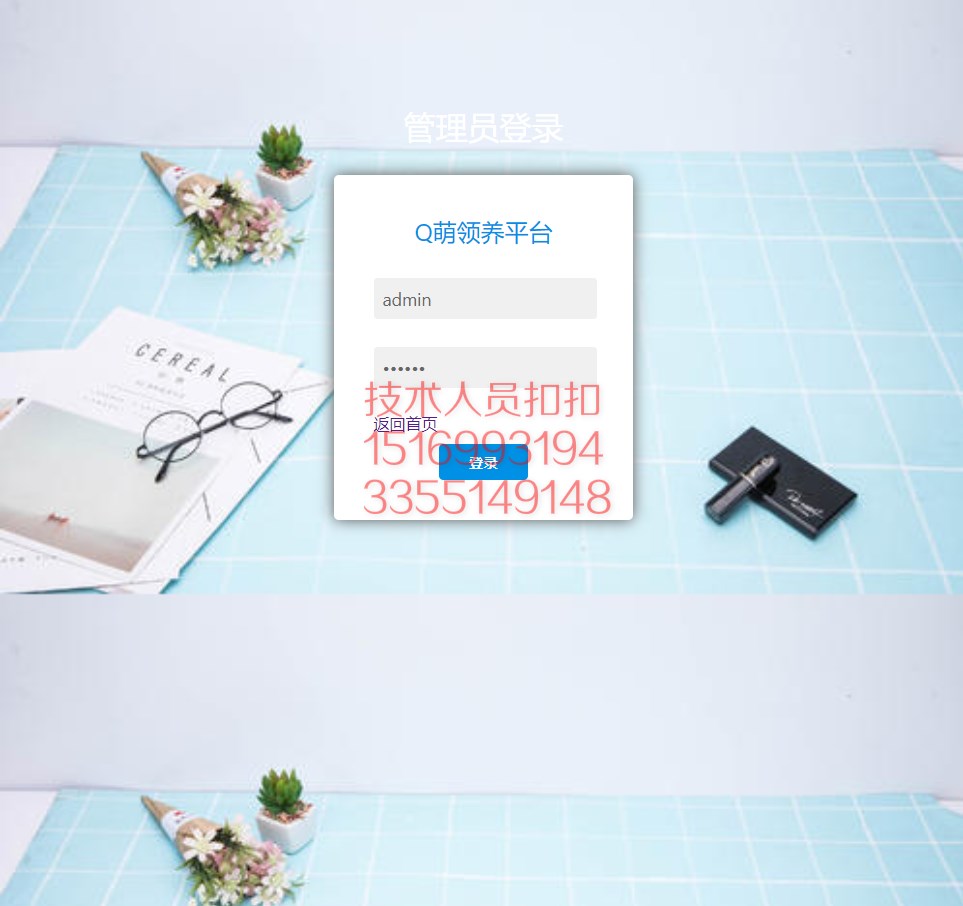 管理员登录
Q萌领养平台
admin
••••••
技术人员扣扣
返回首页
1516993194
登录
3355149148
CEREAL